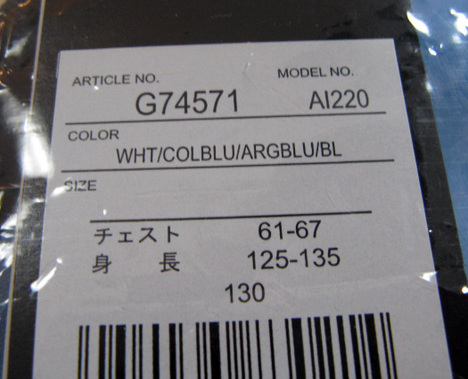 ARTICLE NO. MODEL NO.
G74571 AI220
COLOR
WHT/COLBLU/ARGBLU/BL
SIZE
チェスト 61-67
身 長 125-135
130